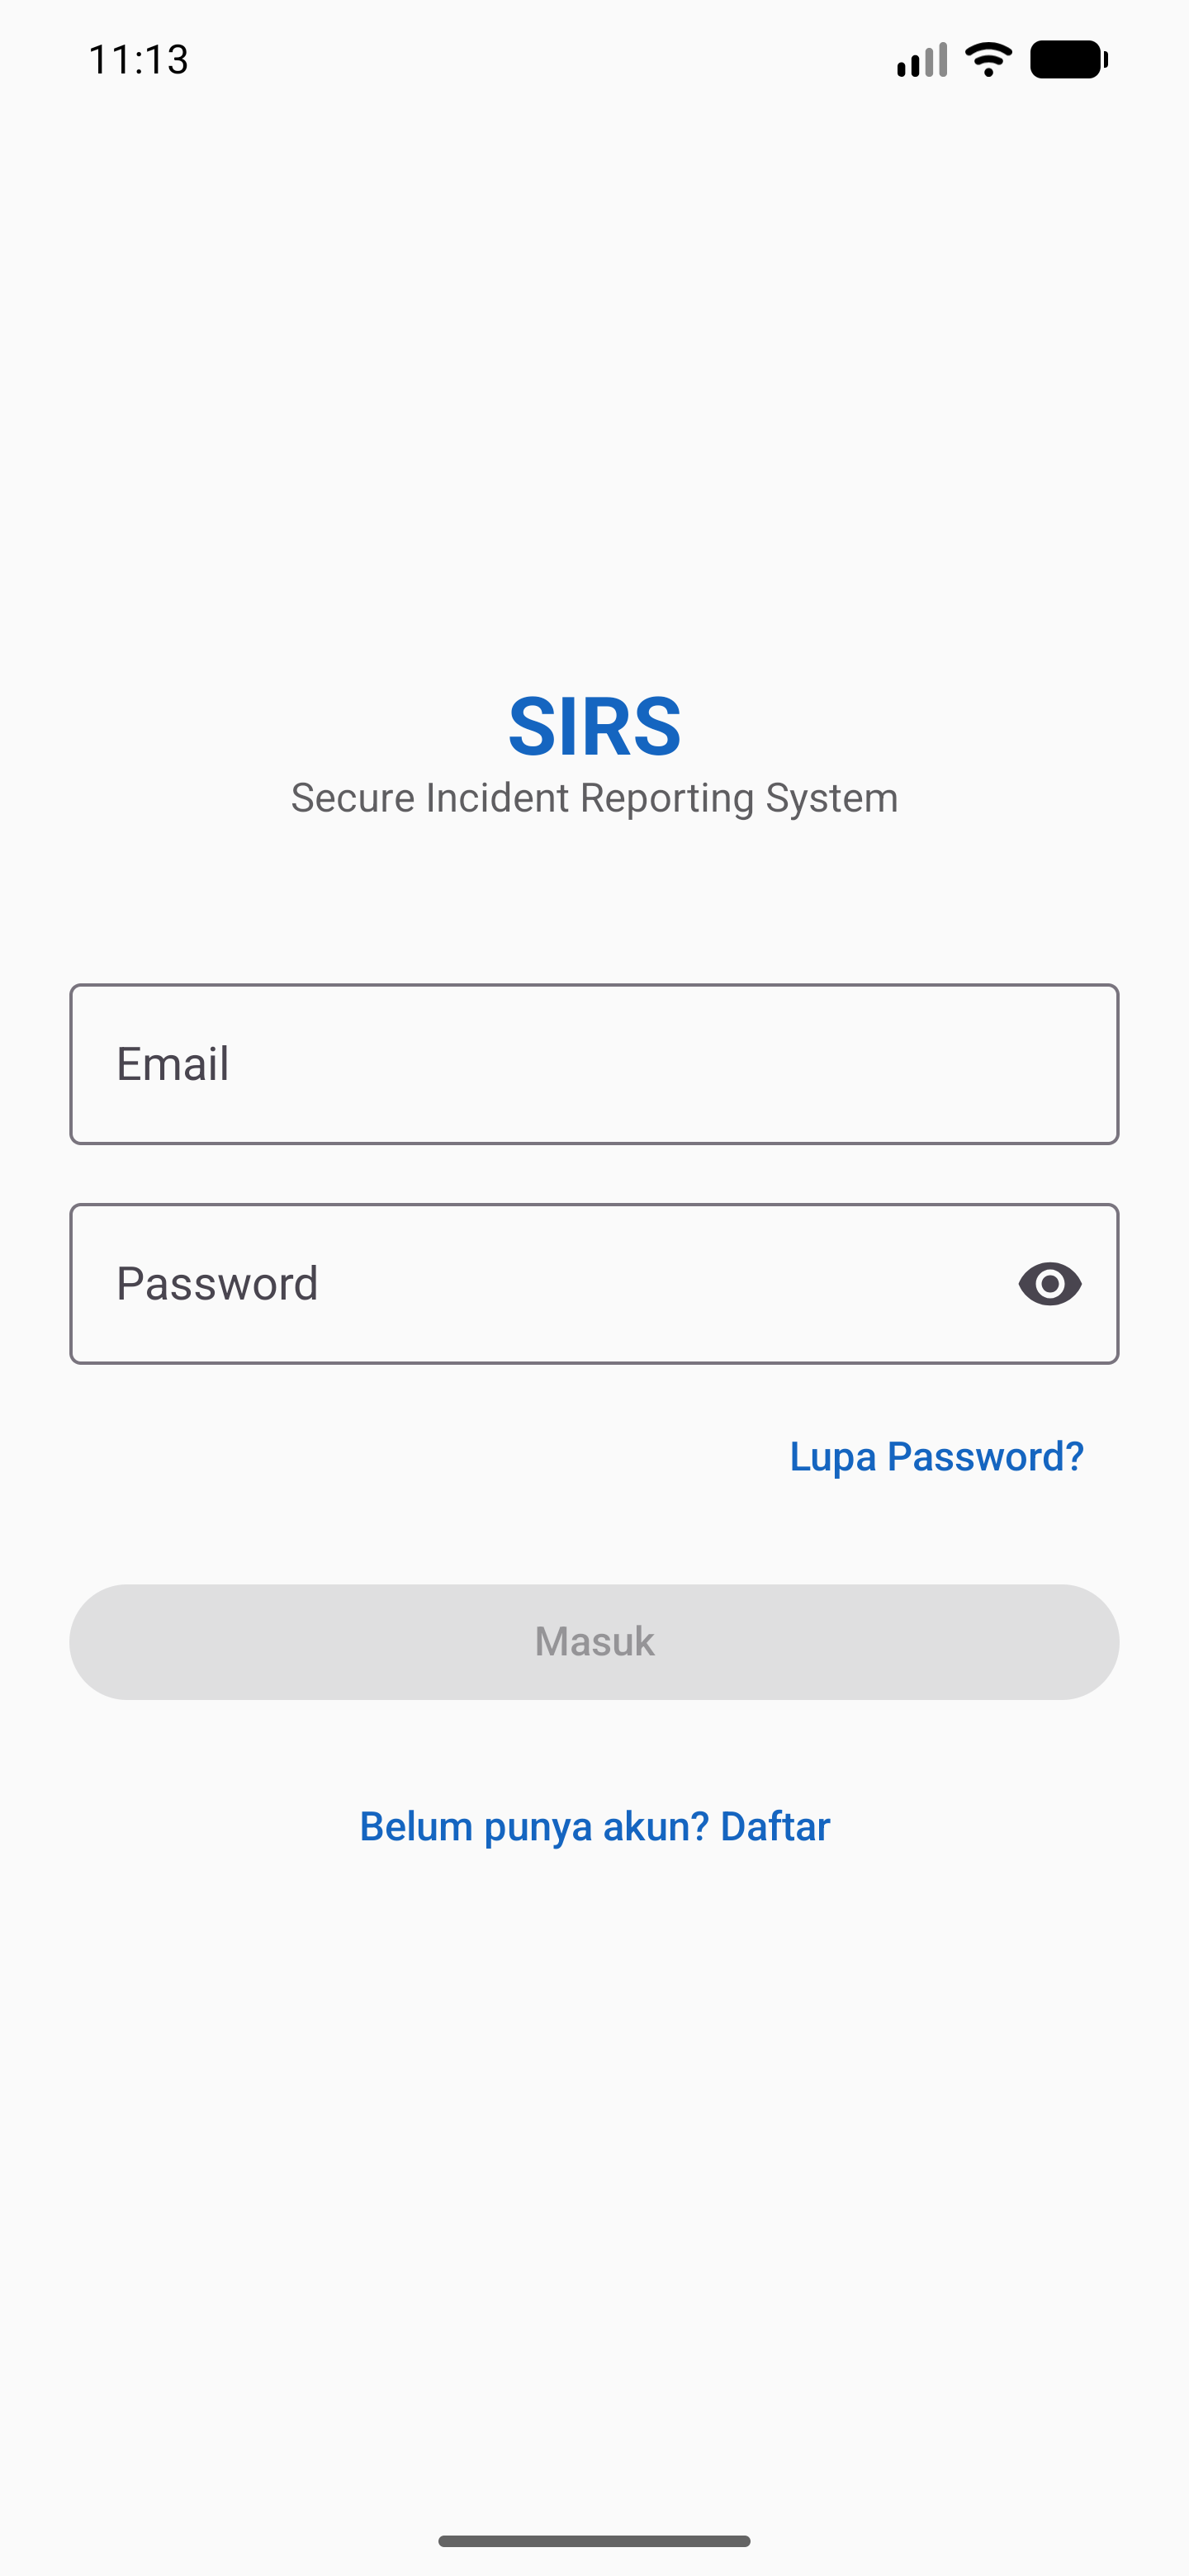 11:13
SIRS
Secure Incident Reporting System
Email
Password
Lupa Password?
Masuk
Belum punya akun? Daftar